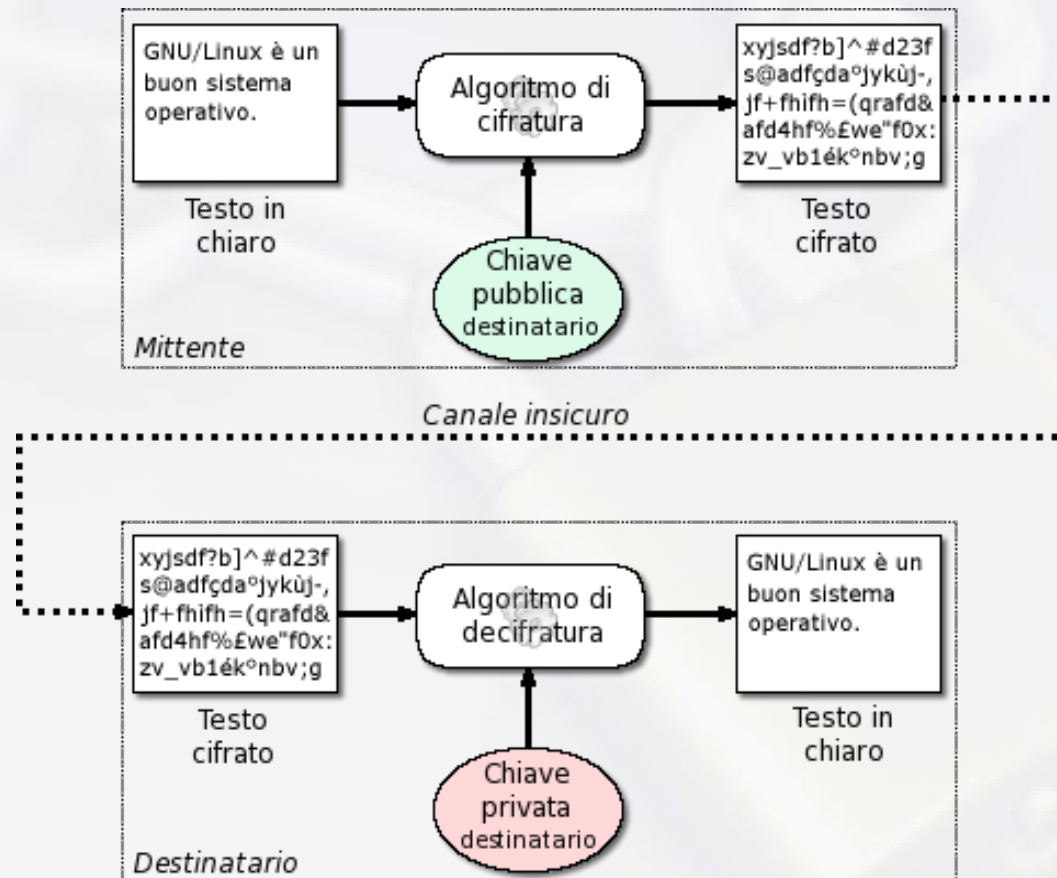 GNU/Linux è un
buon sistema
operativo.
Testo in
chiaro
Algoritmo di
cifratura
Chiave
pubblica
destinatario
xyjsdf?b]^#d23f
s@adfçda°jykùj-,
jf+fhìfh=(qrafd&
afd4hf%£we"f0x:
zv_vb1ék°nbv;g
Testo
cifrato
Mittente
Canale insicuro
xyjsdf?b]^#d23f
s@adfçda°jykùj-,
jf+fhìfh=(qrafd&
afd4hf%£we"f0x:
zv_vb1ék°nbv;g
Testo
cifrato
Algoritmo di
decifratura
Chiave
privata
destinatario
GNU/Linux è un
buon sistema
operativo.
Testo in
chiaro
Destinatario